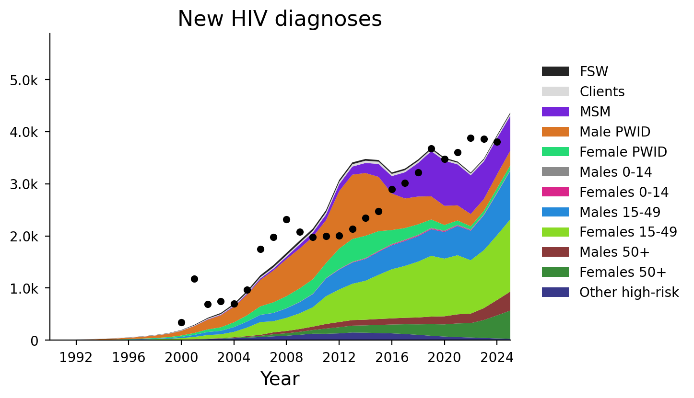 New HIV diagnoses
5.0k
4.0k
3.0k
2.0k
1.0k
0
1992 1996 2000 2004 2008 2012 2016 2020 2024
Year
FSW
Clients
MSM
Male PWID
Female PWID
Males 0-14
Females 0-14
Males 15-49
Females 15-49
Males 50+
Females 50+
Other high-risk